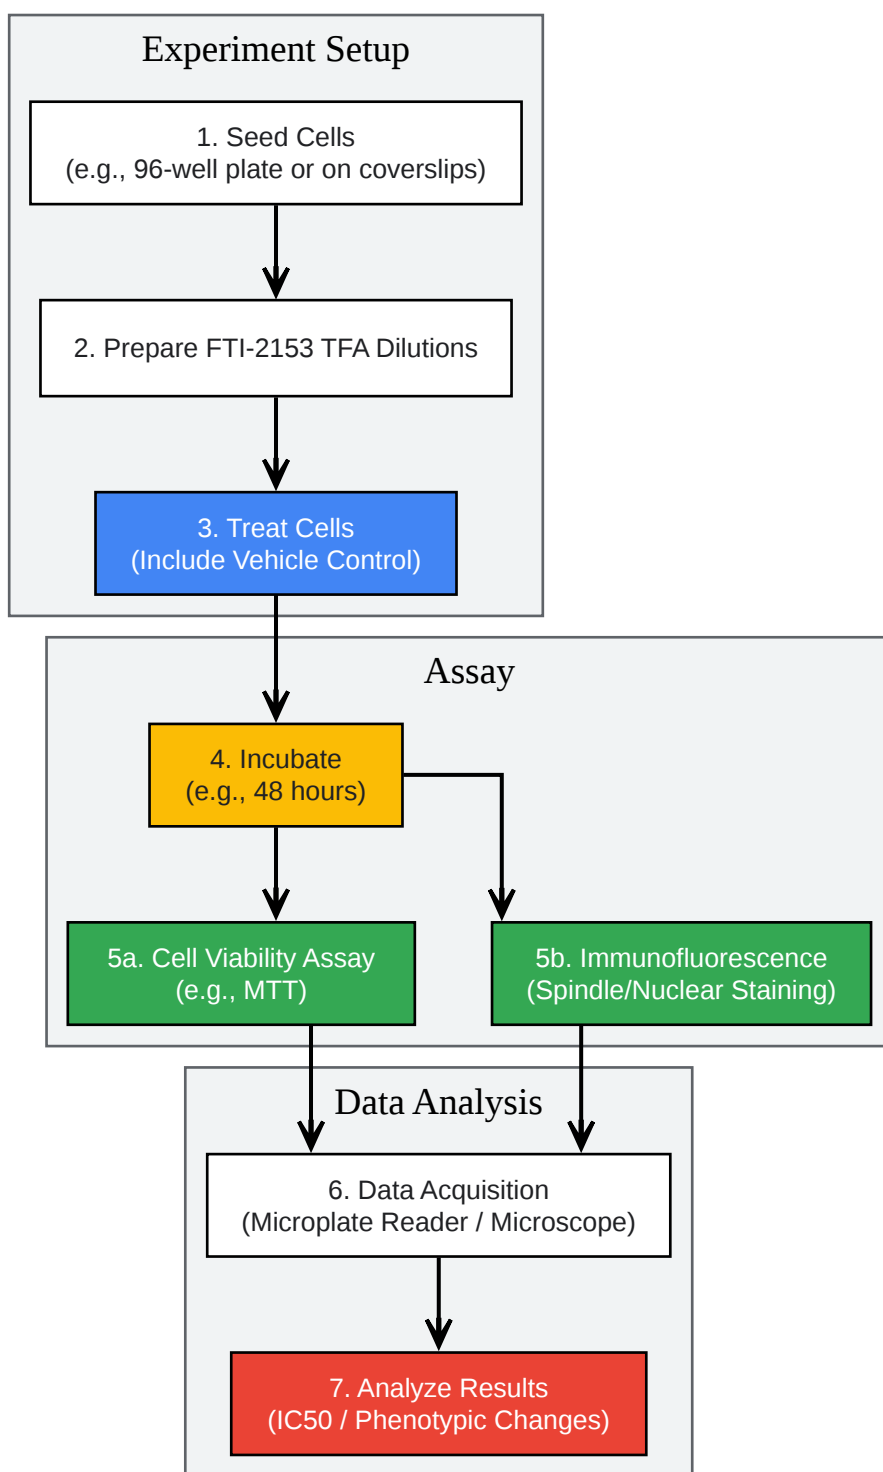 Experiment Setup
1. Seed Cells
(e.g., 96-well plate or on coverslips)
2. Prepare FTI-2153 TFA Dilutions
3. Treat Cells
(Include Vehicle Control)
Assay
4. Incubate
(e.g., 48 hours)
5a. Cell Viability Assay
(e.g., MTT)
5b. Immunofluorescence
(Spindle/Nuclear Staining)
Data Analysis
6. Data Acquisition
(Microplate Reader / Microscope)
7. Analyze Results
(IC50 / Phenotypic Changes)